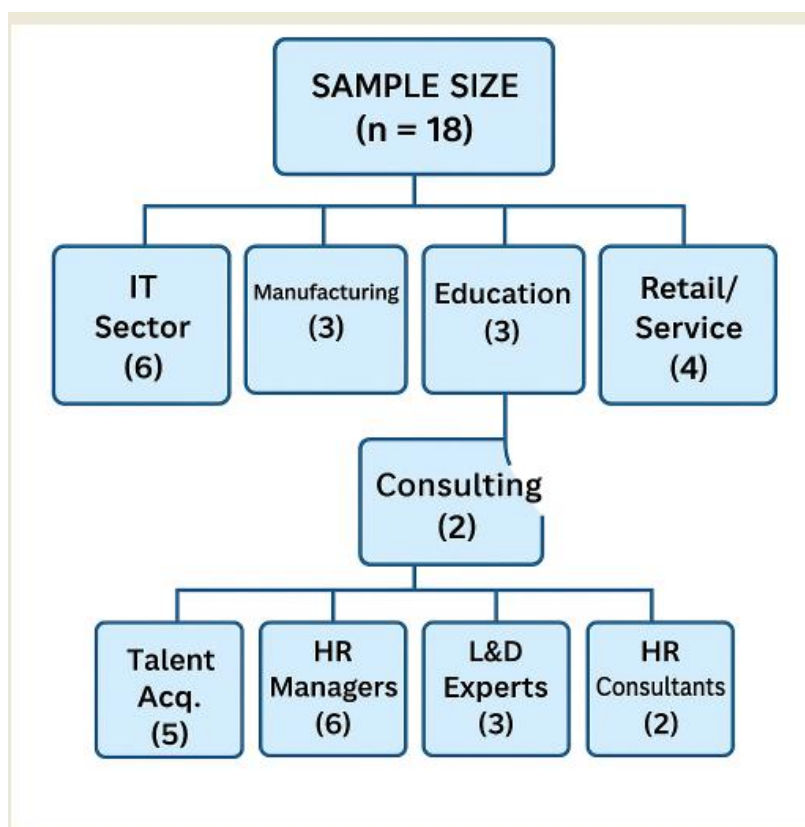 SAMPLE SIZE
(n = 18)
IT
Sector
(6)
Manufacturing
(3)
Education
(3)
Retail/
Service
(4)
Consulting
(2)
Talent
Acq.
(5)
HR
Managers
(6)
L&D
Experts
(3)
HR
Consultants
(2)